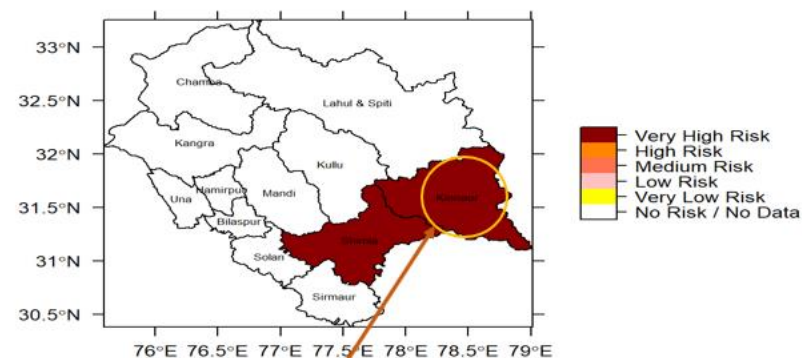 33°N
32.5°N
32°N
31.5°N
31°N
30.5°N
Chamba
Lahul & Spiti
Kangra
Kullu
Una
Hamirpur
Mandi
Kinnaur
Bilaspur
Shimla
Solan
Sirmaur
76°E 76.5°E 77°E 77.5°E 78°E 78.5°E 79°E
Very High Risk
High Risk
Medium Risk
Low Risk
Very Low Risk
No Risk / No Data